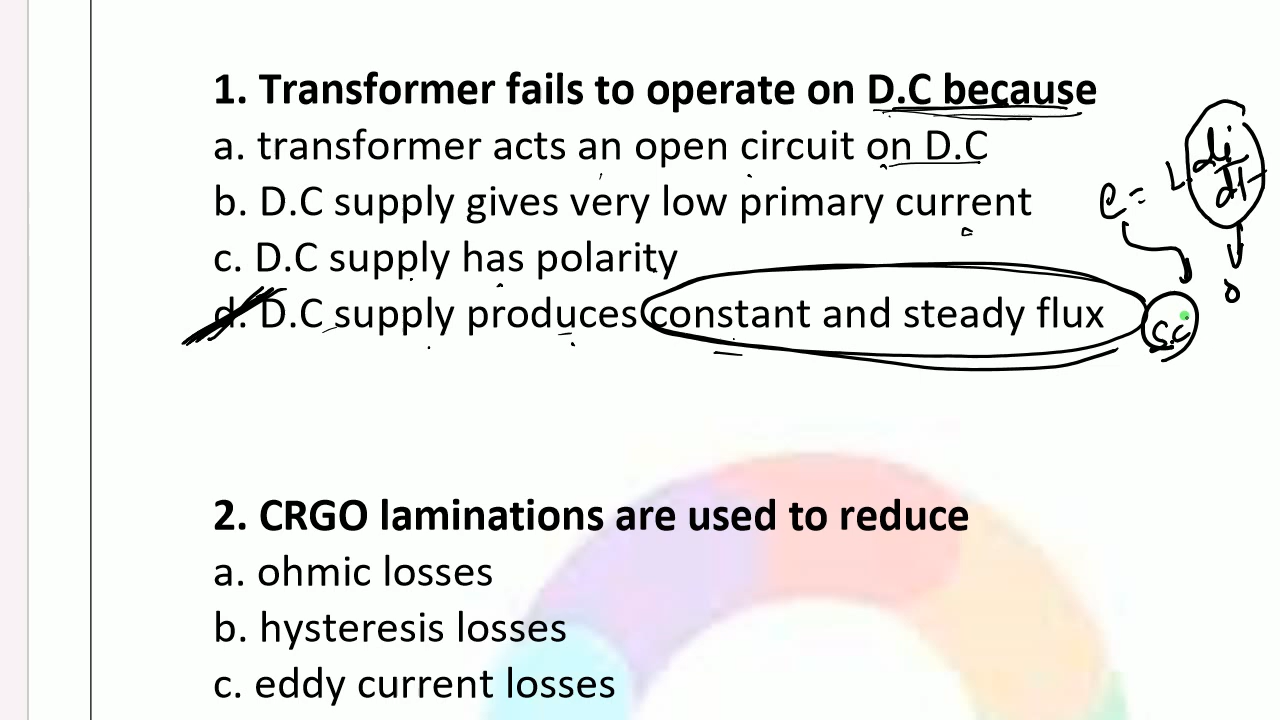 1. Transformer fails to operate on D.C because
a. transformer acts an open circuit on D.C
b. D.C supply gives very low primary current
c. D.C supply has polarity
d. D.C supply produces constant and steady flux
e = L di/dt
0
S.C
2. CRGO laminations are used to reduce
a. ohmic losses
b. hysteresis losses
c. eddy current losses